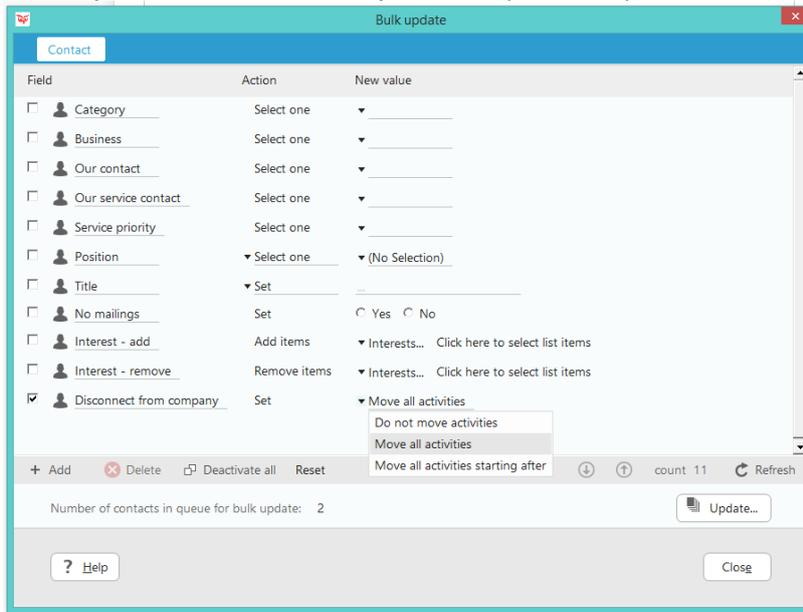 Bulk update
Contact
Field Action New value
Category Select one
Business Select one
Our contact Select one
Our service contact Select one
Service priority Select one
Position Select one (No Selection)
Title Set ...
No mailings Set Yes No
Interest - add Add items Interests... Click here to select list items
Interest - remove Remove items Interests... Click here to select list items
Disconnect from company Set Move all activities
Do not move activities
Move all activities
Move all activities starting after
+ Add Delete Deactivate all Reset count 11 Refresh
Number of contacts in queue for bulk update: 2 Update...
? Help Close